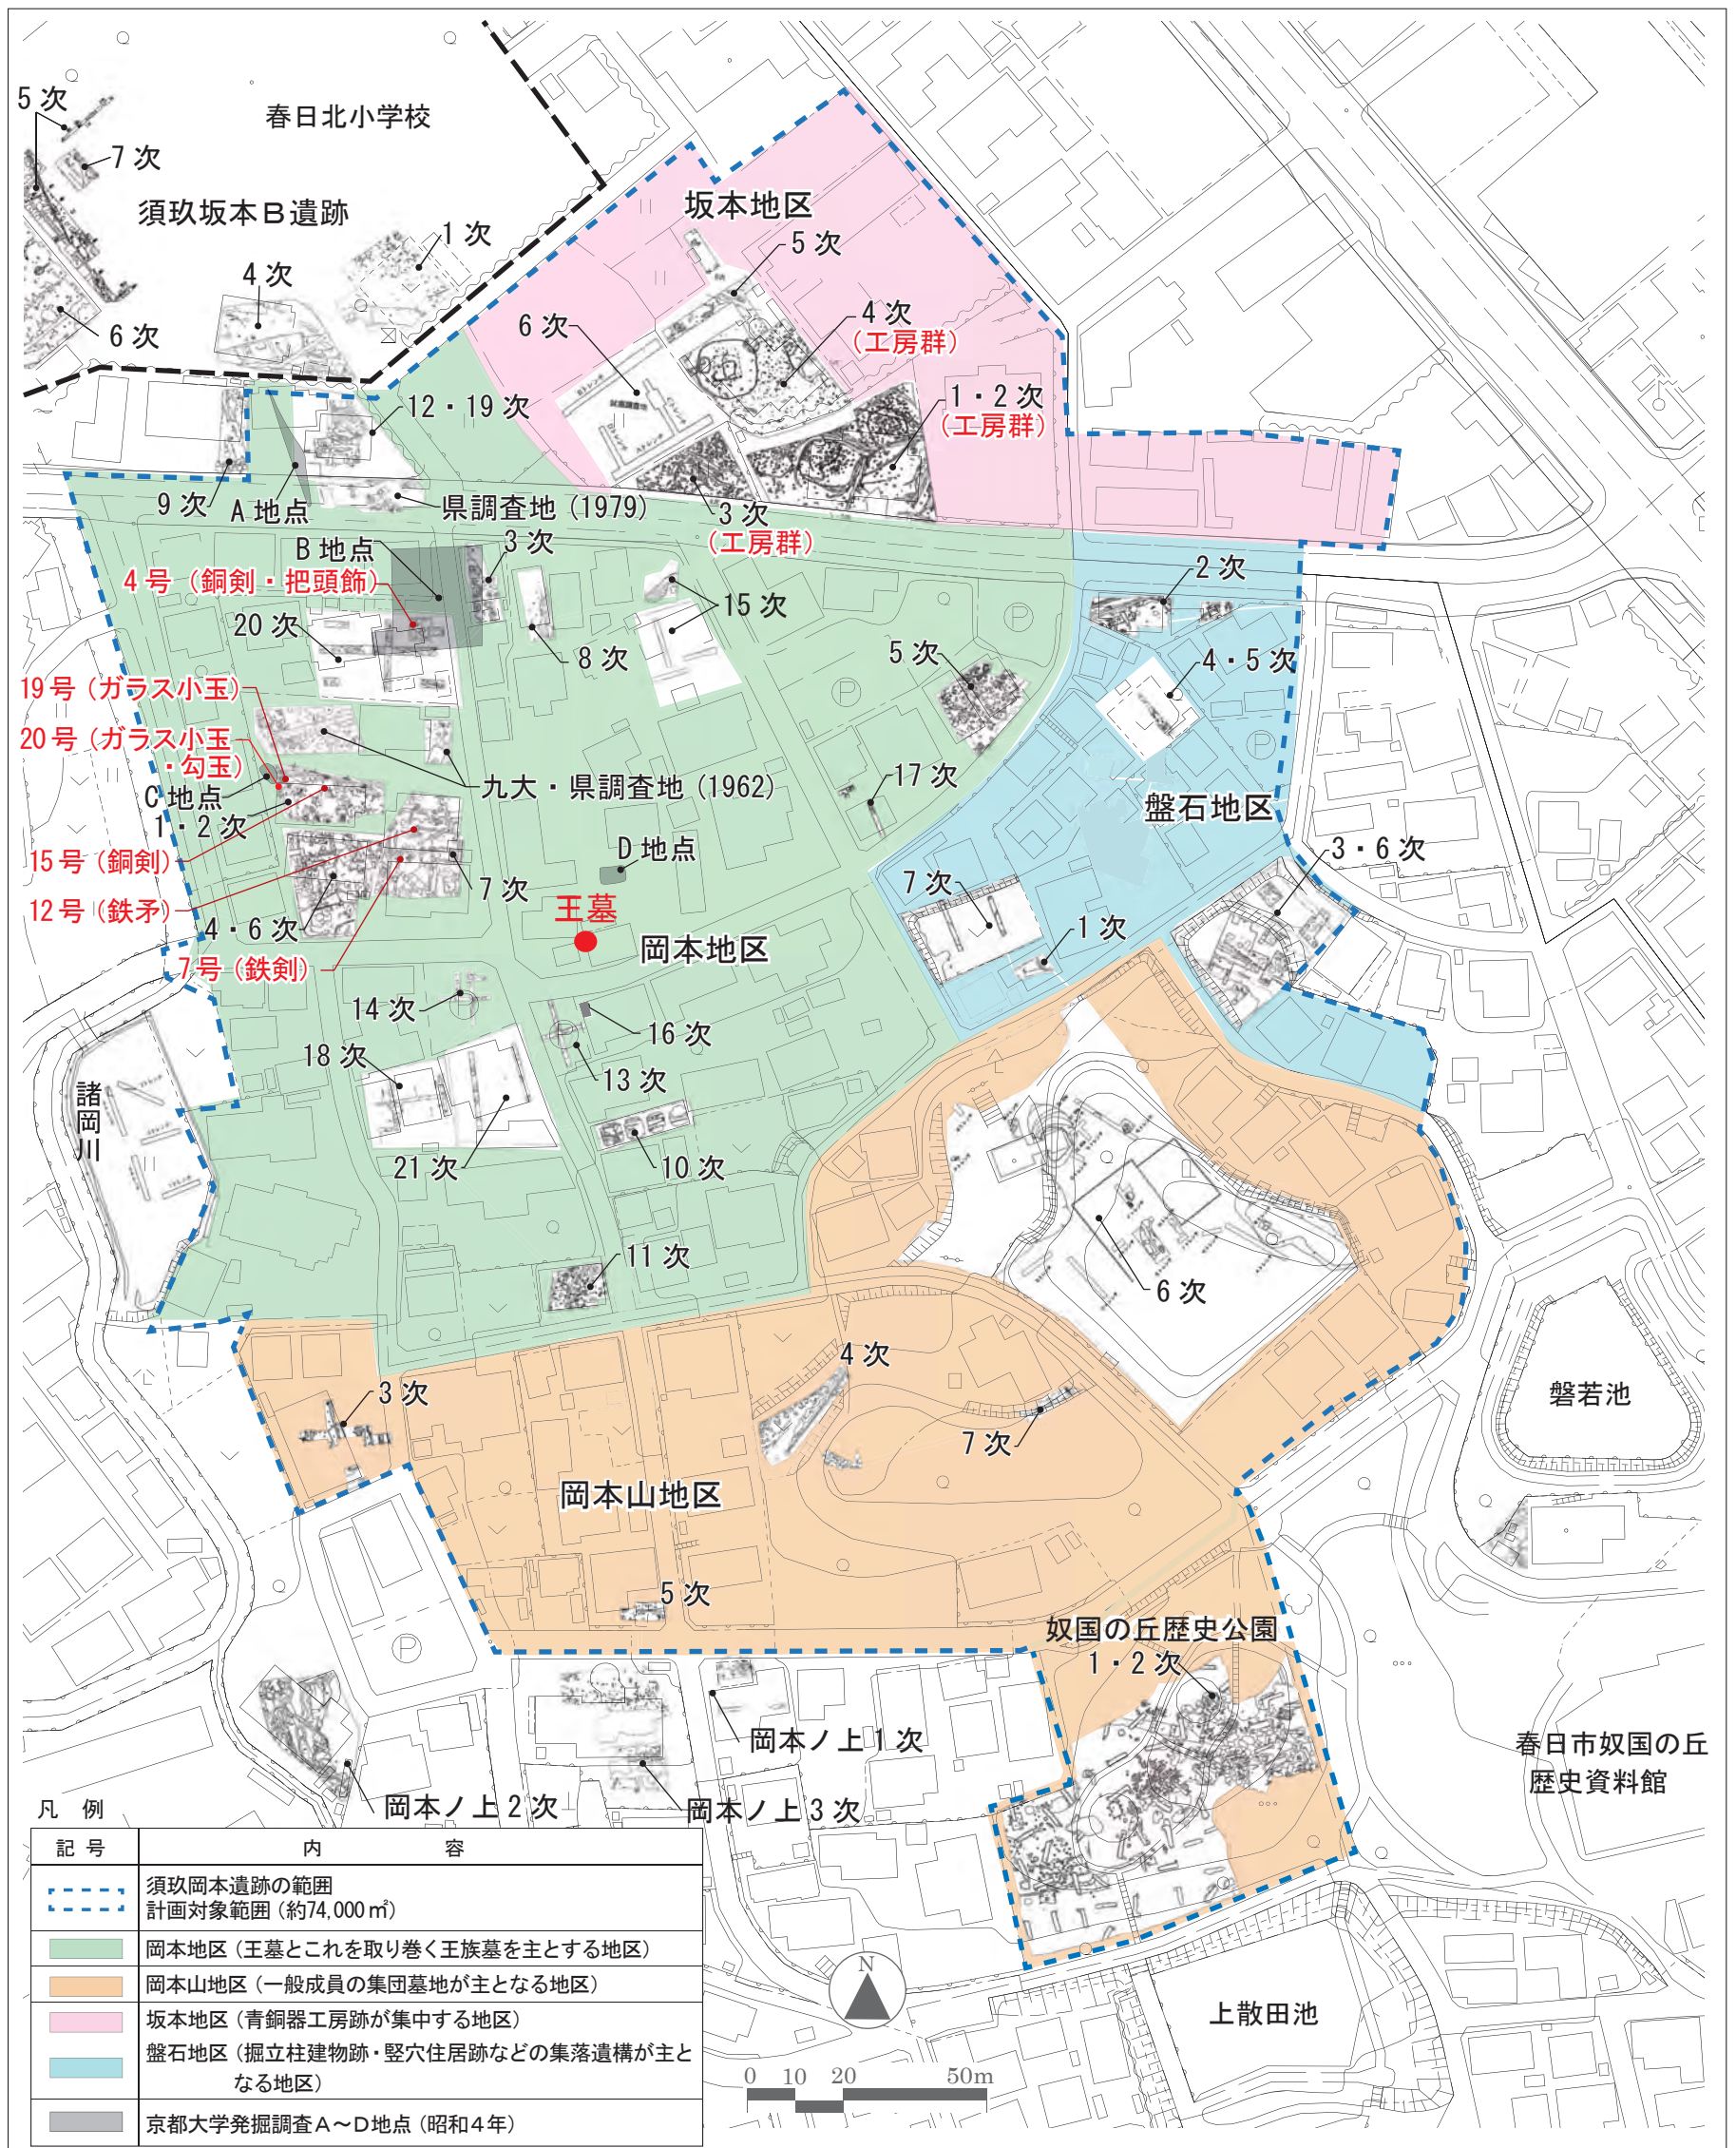 5次
春日北小学校
7次
須玖坂本B遺跡
坂本地区
1次
5次
4次
6次
4次
(工房群)
6次
1・2次
(工房群)
12・19次
9次
A地点
県調査地(1979)
3次
(工房群)
B地点
3次
4号(銅剣・把頭飾)
2次
15次
20次
8次
5次
4・5次
P
19号(ガラス小玉)
20号(ガラス小玉
・勾玉)
P
P
C地点
九大・県調査地(1962)
17次
1・2次
盤石地区
15号(銅剣)
D地点
3・6次
7次
7次
12号(鉄矛)
王墓
4・6次
1次
岡本地区
7号(鉄剣)
14次
16次
18次
13次
諸岡川
21次
10次
11次
6次
4次
3次
磐若池
7次
岡本山地区
5次
奴国の丘歴史公園
1・2次
P
岡本ノ上1次
春日市奴国の丘
歴史資料館
岡本ノ上2次
岡本ノ上3次
凡例
記号 内容
須玖岡本遺跡の範囲
計画対象範囲(約74,000㎡)
岡本地区(王墓とこれを取り巻く王族墓を主とする地区)
岡本山地区(一般成員の集団墓地が主となる地区)
坂本地区(青銅器工房跡が集中する地区)
盤石地区(掘立柱建物跡・竪穴住居跡などの集落遺構が主と
なる地区)
京都大学発掘調査A～D地点(昭和4年)
N
上散田池
0 10 20 50m